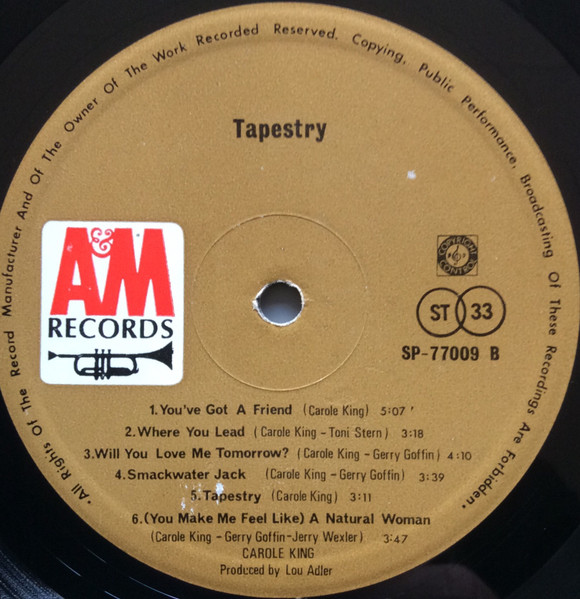 All Rights Of The Record Manufacturer And Of The Owner Of The Work Recorded Reserved. Copying, Public Performance, Broadcasting Of These Recordings Are Forbidden.
Tapestry
A&M
RECORDS
COPYRIGHT
CONTROL
ST 33
SP-77009 B
1.You've Got A Friend (Carole King) 5:07
2.Where You Lead (Carole King - Toni Stern) 3:18
3.Will You Love Me Tomorrow? (Carole King - Gerry Goffin) 4:10
4.Smackwater Jack (Carole King - Gerry Goffin) 3:39
5.Tapestry (Carole King) 3:11
6.(You Make Me Feel Like) A Natural Woman
(Carole King - Gerry Goffin-Jerry Wexler) 3:47
CAROLE KING
Produced by Lou Adler